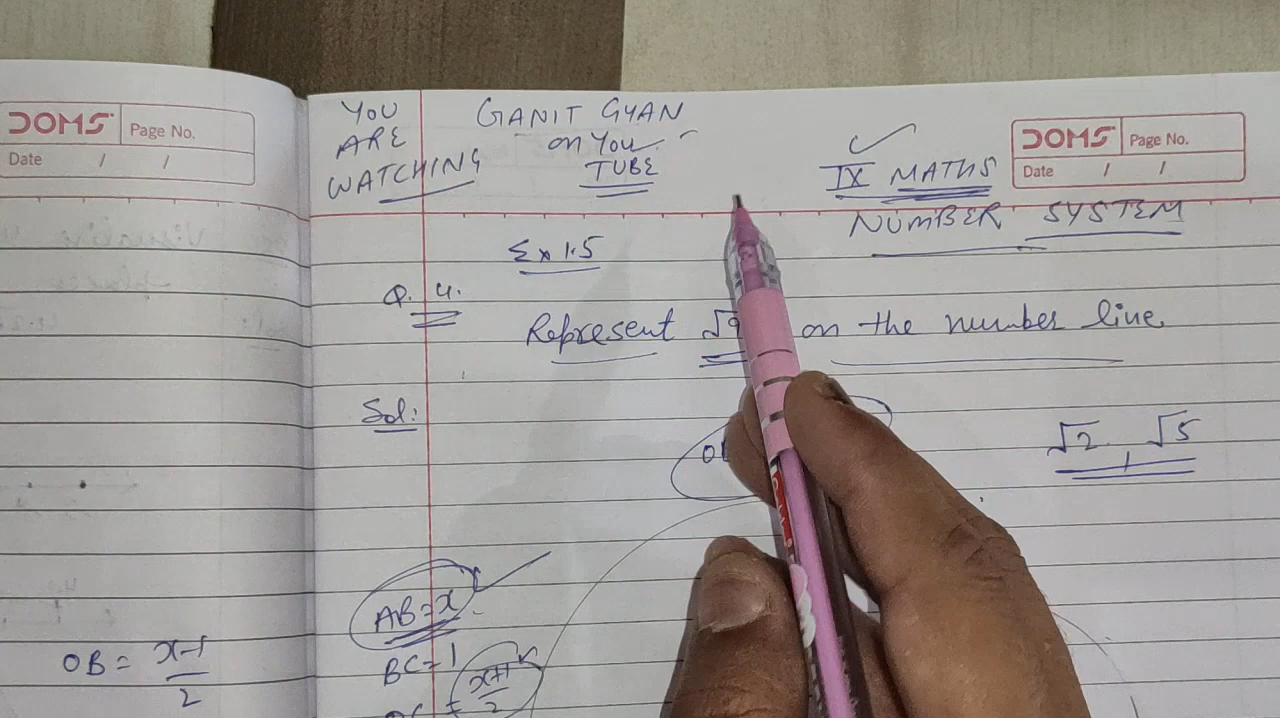 DOMS
Page No.
Date / /
YOU
ARE
WATCHING
GANIT GYAN
on YOU
TUBE
IX MATHS
DOMS
Page No.
Date / /
NUMBER SYSTEM
Ex 1.5
Q. 4.
Represent √9 on the number line
Sol:
√2 √5
AB = x
BC = 1
x+1
2
OB = x-1
2